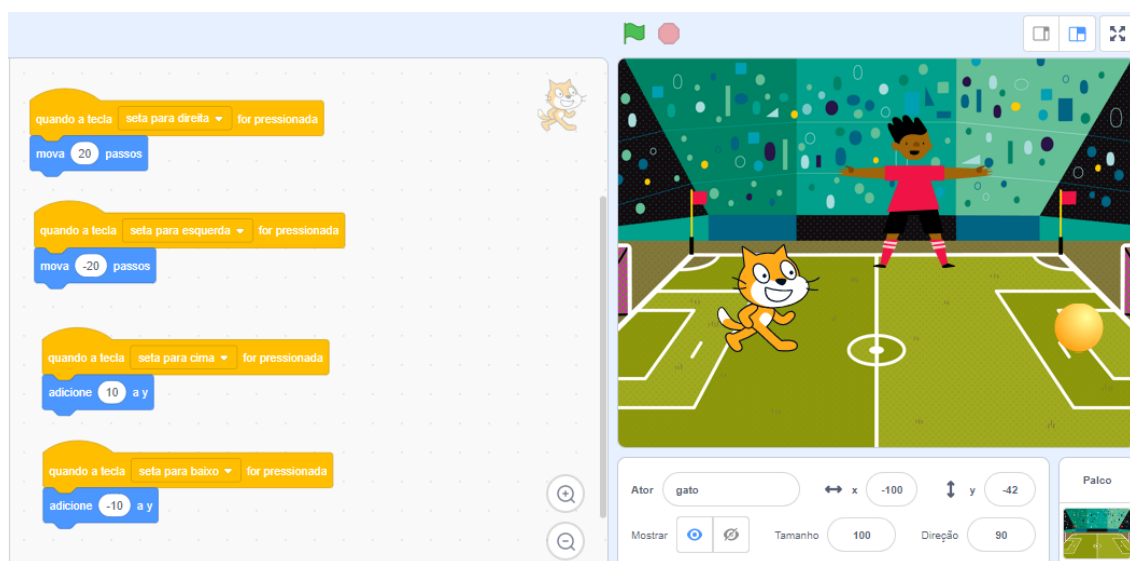 quando a tecla seta para direita for pressionada
mova 20 passos
quando a tecla seta para esquerda for pressionada
mova -20 passos
quando a tecla seta para cima for pressionada
adicione 10 a y
quando a tecla seta para baixo for pressionada
adicione -10 a y
Ator gato x -100 y -42
Mostrar Tamanho 100 Direção 90
Palco